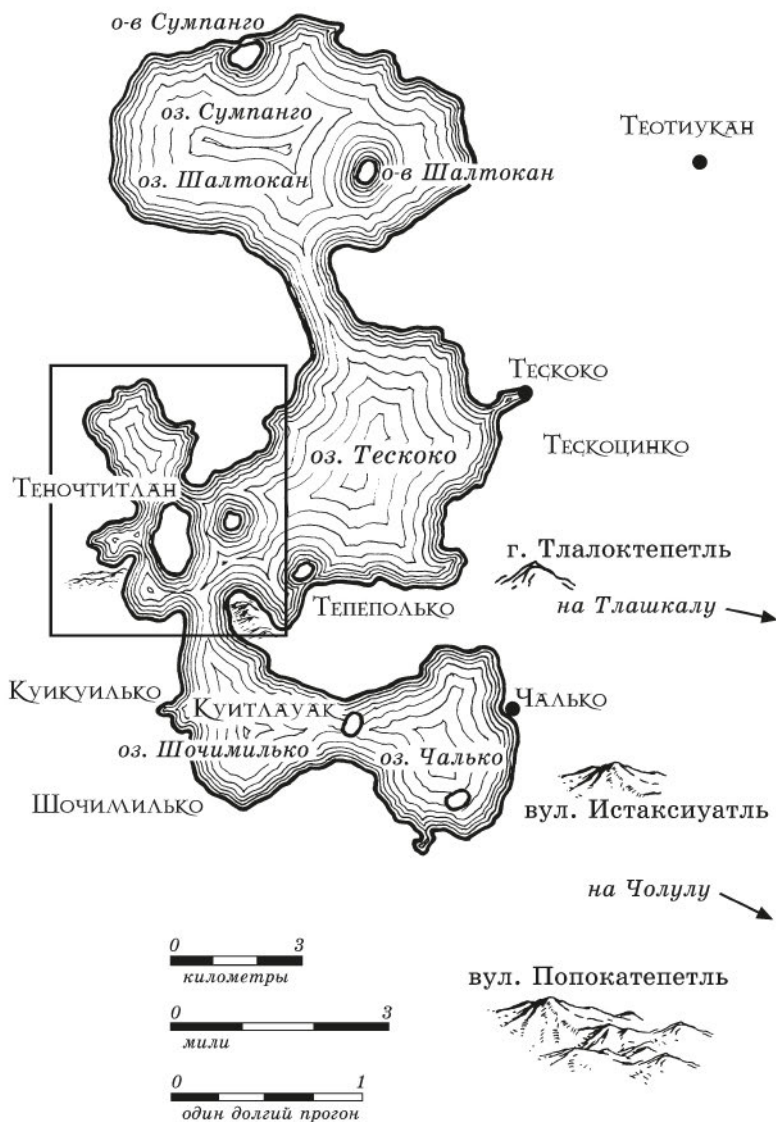 о-в Сумпанго
оз. Сумпанго
Теотиукан
оз. Шалтокан
о-в Шалтокан
Тескоко
оз. Тескоко
Тескоцинко
Теночтитлан
г. Тлалоктепетль
Тепеполько
на Тлашкалу
Куикуилько
Куитлауак
Чалько
оз. Шочимилько
оз. Чалько
Шочимилько
вул. Истаксиуатль
на Чолулу
0 3
километры
вул. Попокатепетль
0 3
мили
0 1
один долгий прогон